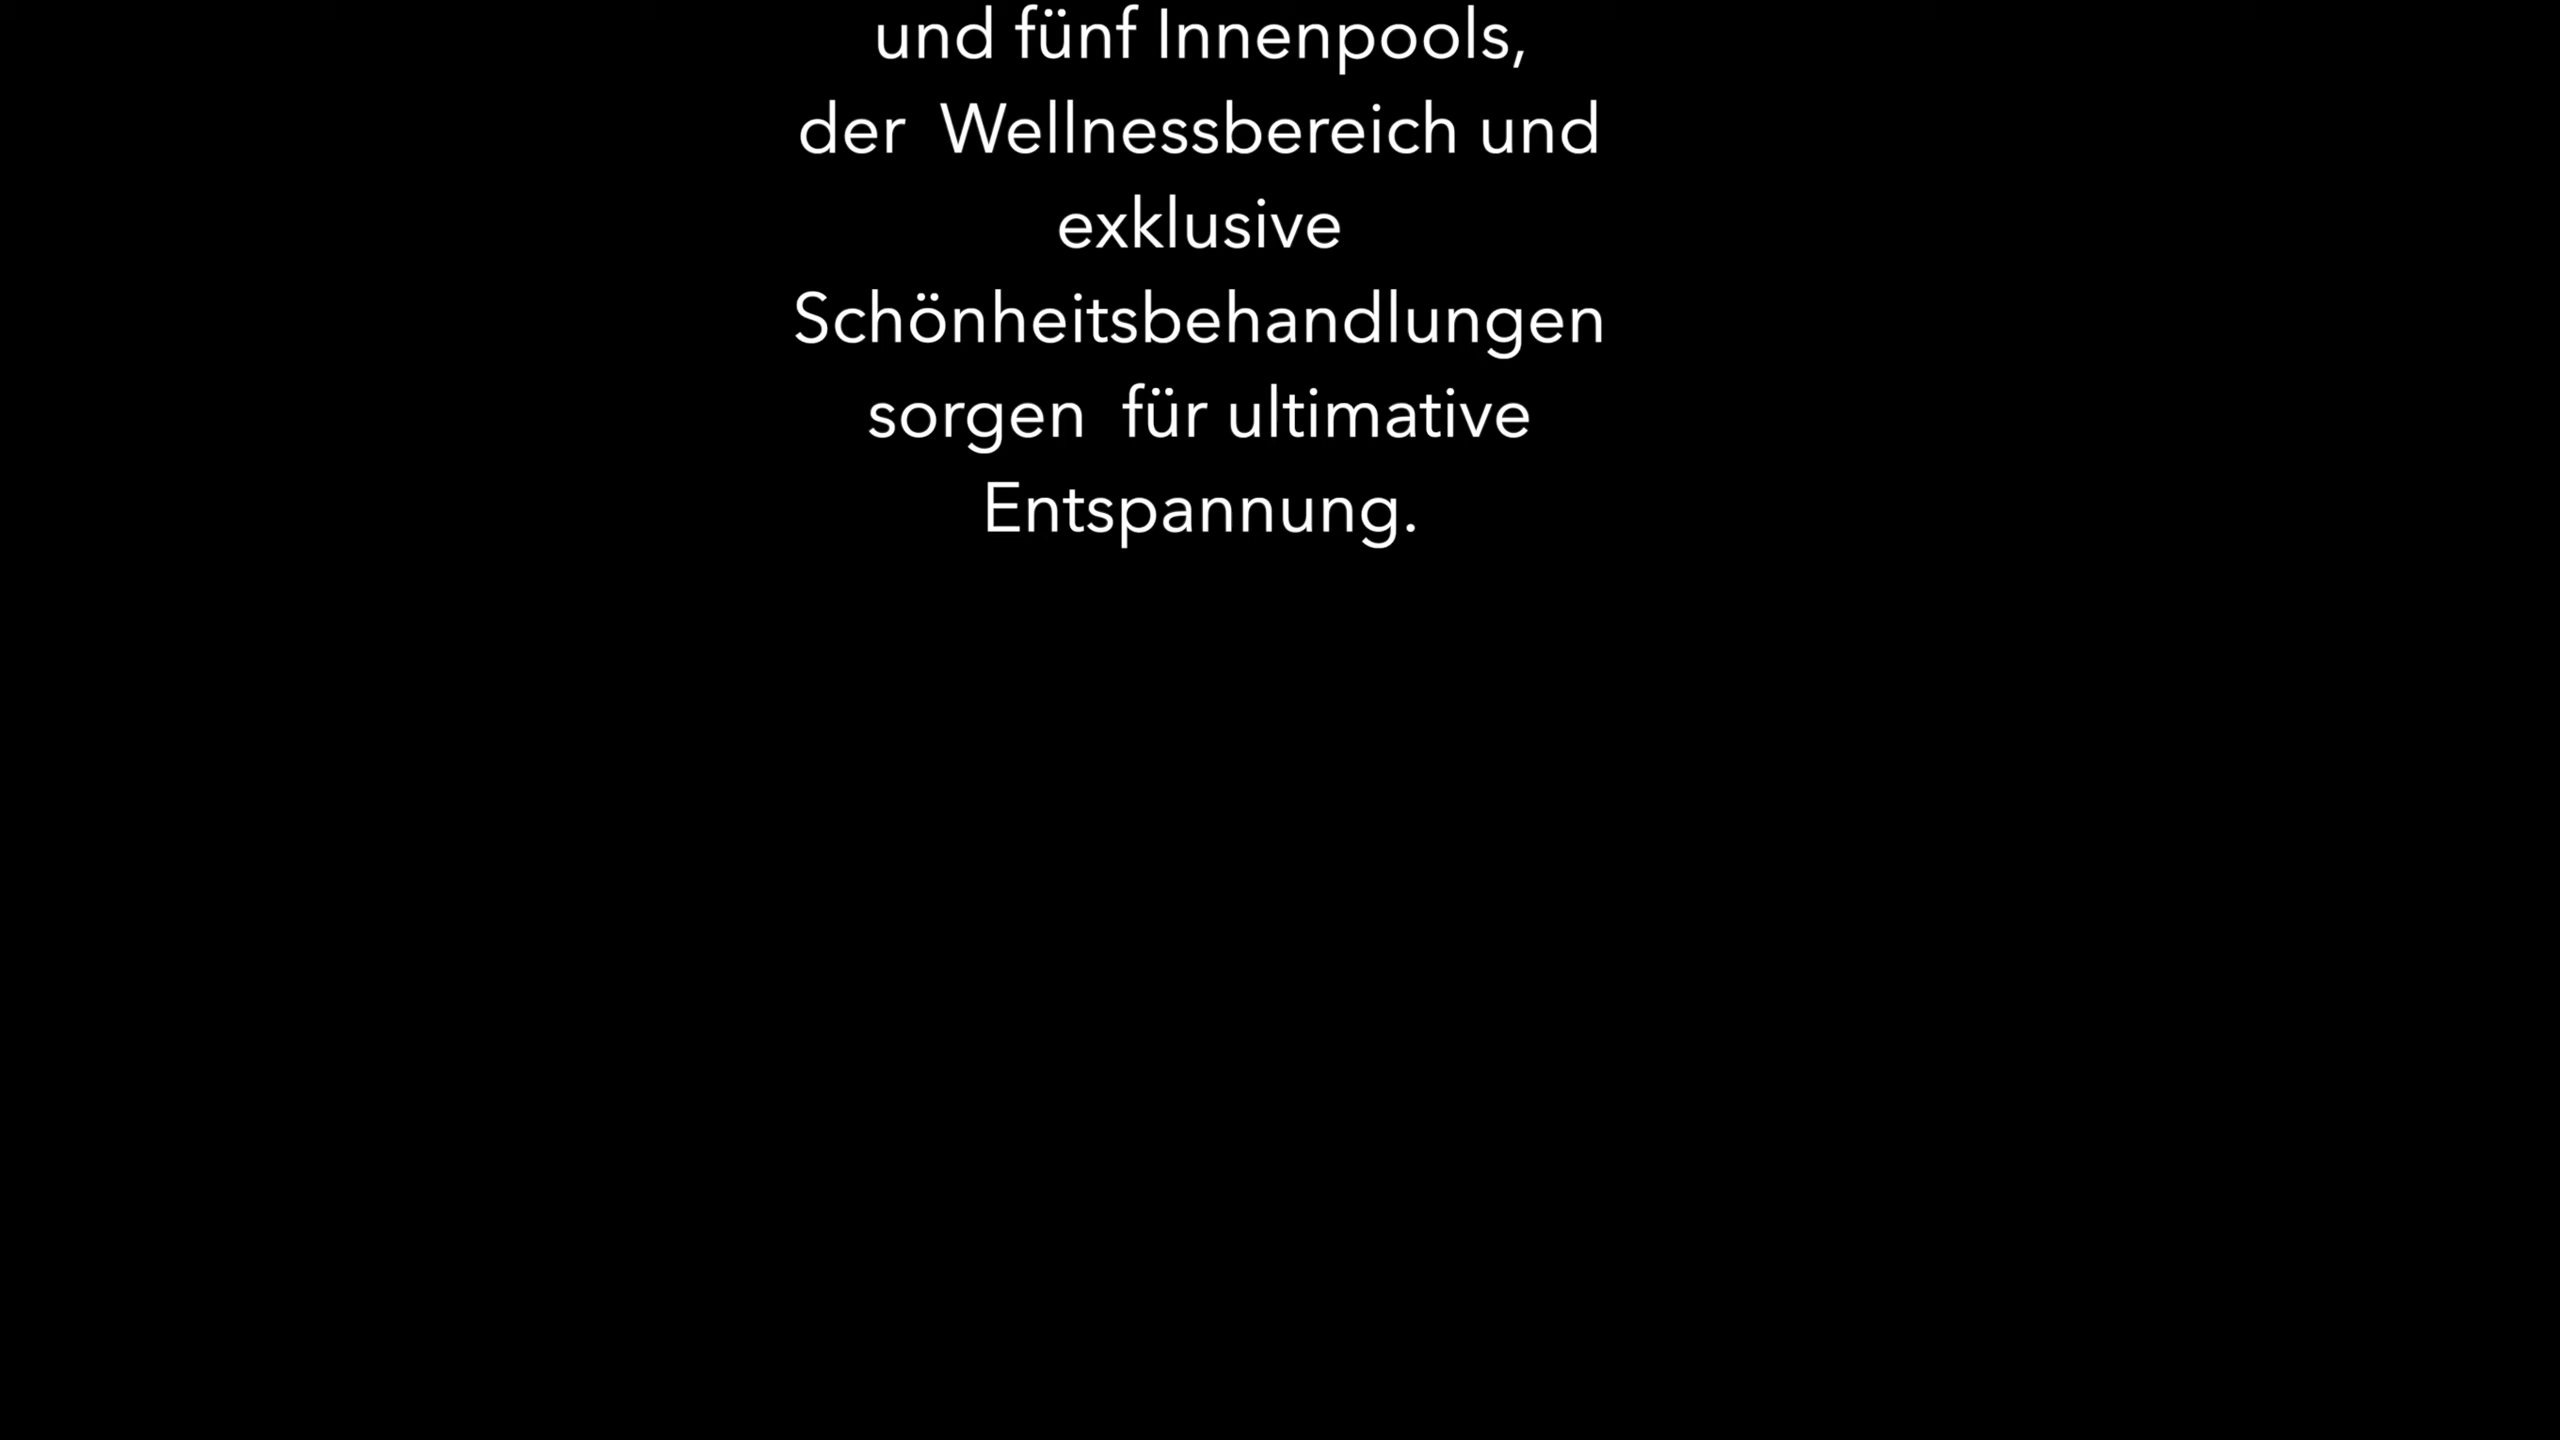 und fünf Innenpools,
der  Wellnessbereich und
exklusive
Schönheitsbehandlungen
sorgen  für ultimative
Entspannung.